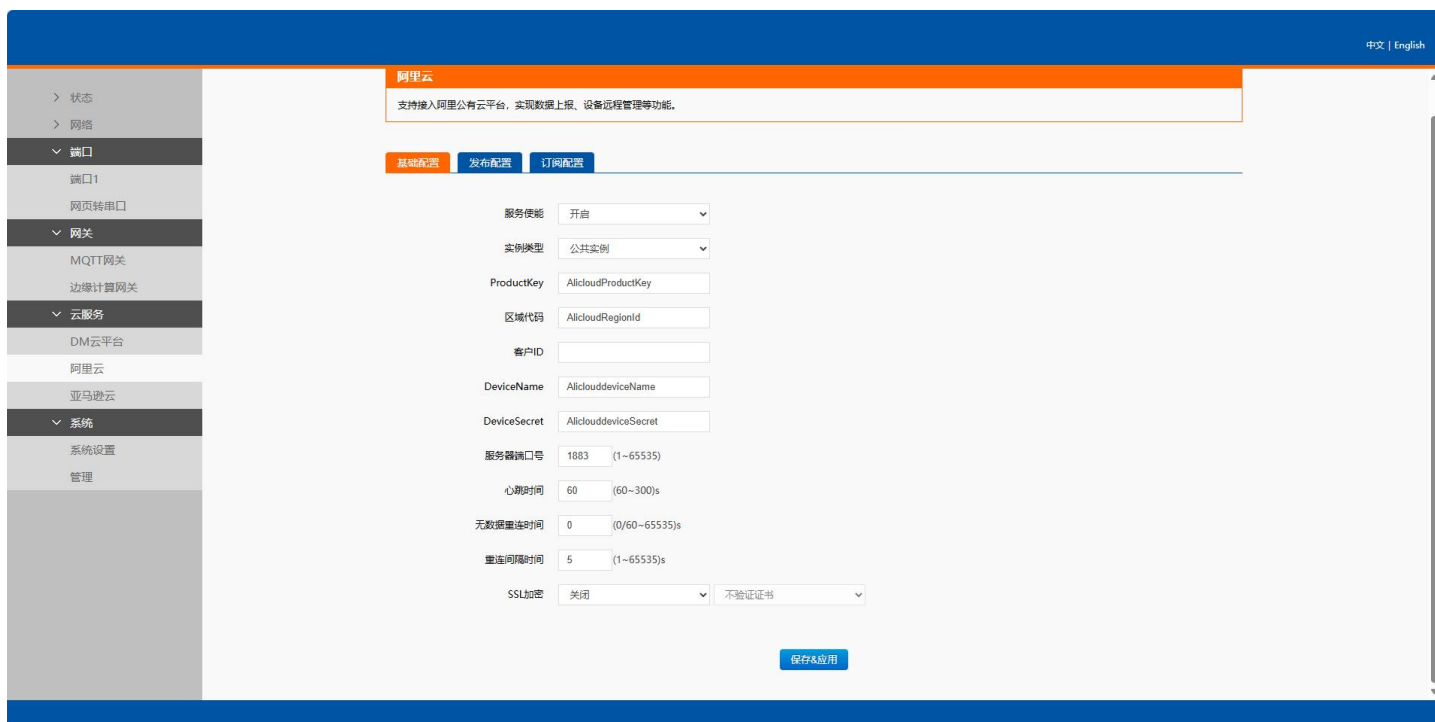 中文 | English
状态
网络
端口
端口1
网页转串口
网关
MQTT网关
边缘计算网关
云服务
DM云平台
阿里云
亚马逊云
系统
系统设置
管理
阿里云
支持接入阿里公有云平台，实现数据上报、设备远程管理等功能。
基础配置 发布配置 订阅配置
服务使能 开启
实例类型 公共实例
ProductKey AlicloudProductKey
区域代码 AlicloudRegionId
客户ID
DeviceName AliclouddeviceName
DeviceSecret AliclouddeviceSecret
服务器端口号 1883 (1~65535)
心跳时间 60 (60~300)s
无数据重连时间 0 (0/60~65535)s
重连间隔时间 5 (1~65535)s
SSL加密 关闭 不验证证书
保存&应用